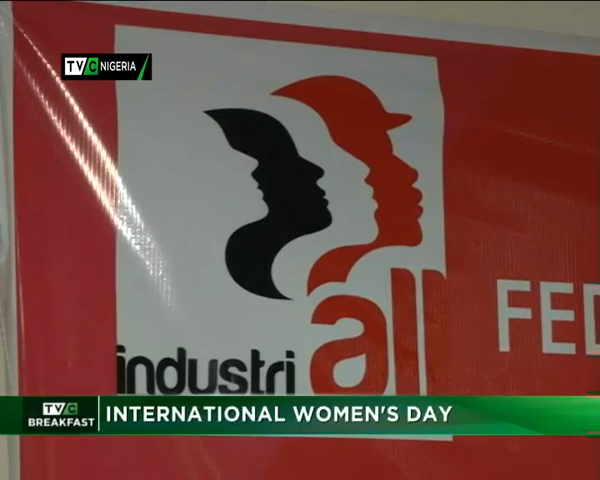 TVC NIGERIA
industri
all
FED
TVC
BREAKFAST
INTERNATIONAL WOMEN'S DAY